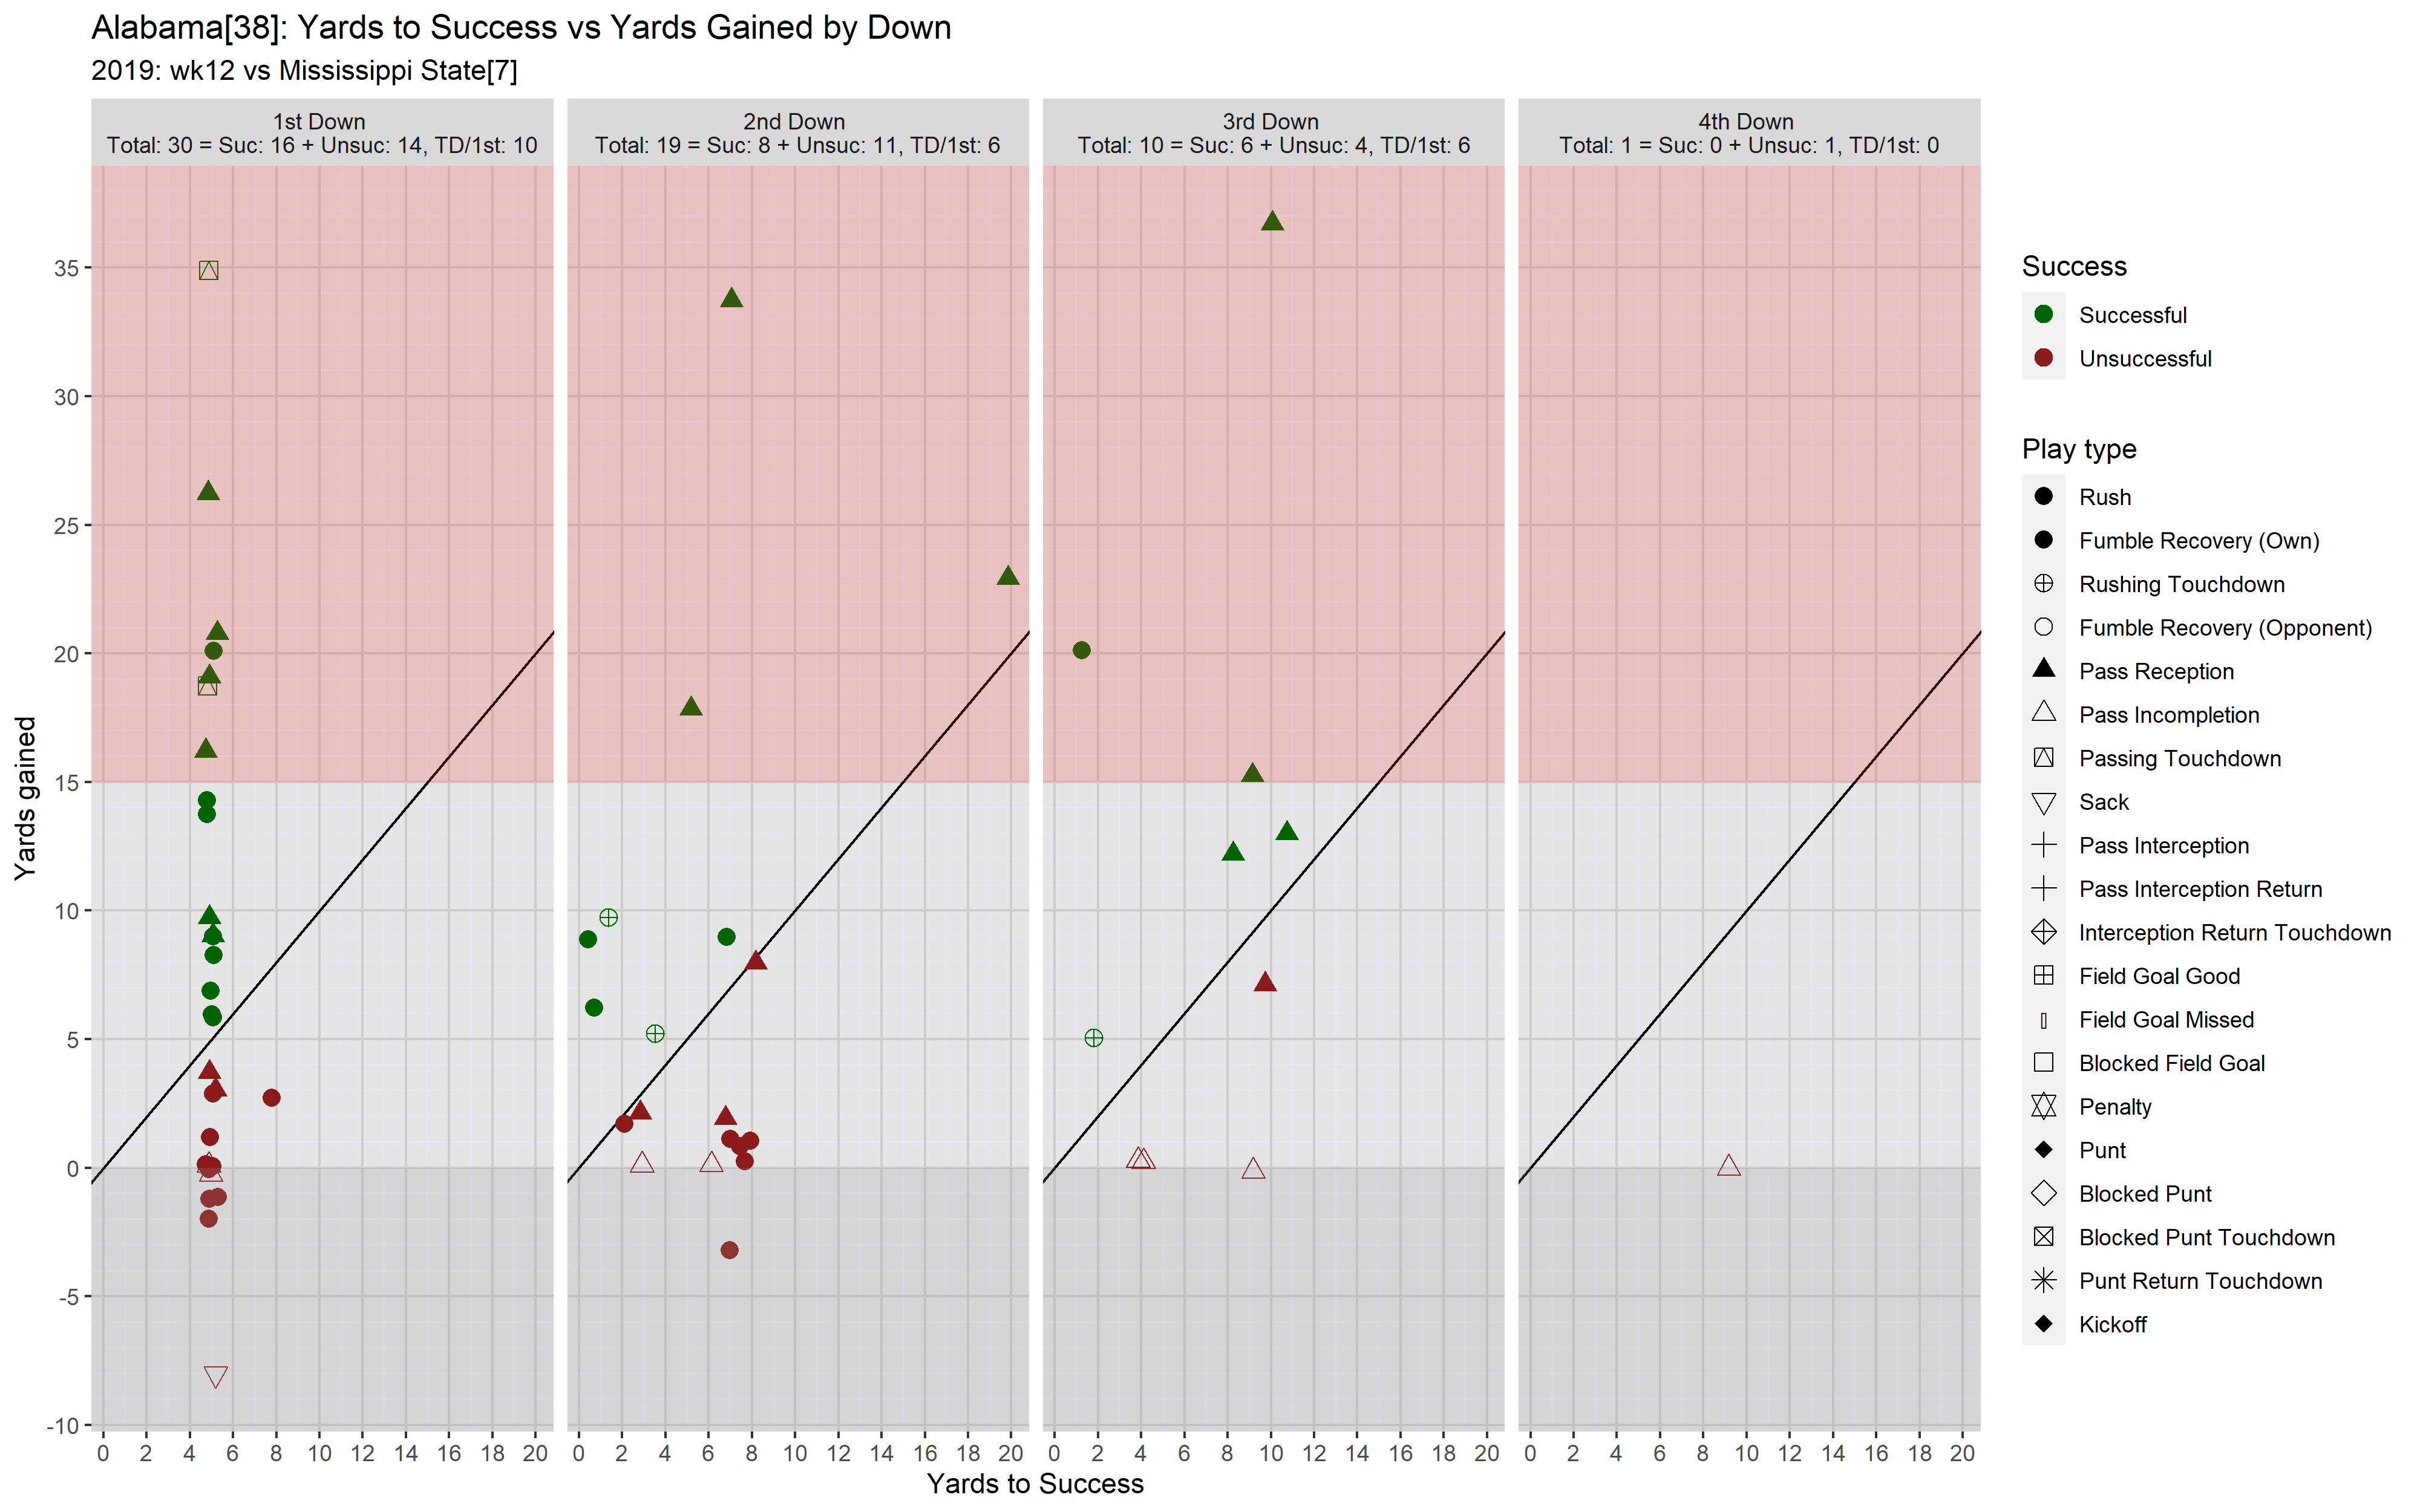 Alabama[38]: Yards to Success vs Yards Gained by Down
2019: wk12 vs Mississippi State[7]
1st Down
Total: 30 = Suc: 16 + Unsuc: 14, TD/1st: 10
2nd Down
Total: 19 = Suc: 8 + Unsuc: 11, TD/1st: 6
3rd Down
Total: 10 = Suc: 6 + Unsuc: 4, TD/1st: 6
4th Down
Total: 1 = Suc: 0 + Unsuc: 1, TD/1st: 0
Yards gained
35
30
25
20
15
10
5
0
-5
-10
0 2 4 6 8 10 12 14 16 18 20
0 2 4 6 8 10 12 14 16 18 20
0 2 4 6 8 10 12 14 16 18 20
0 2 4 6 8 10 12 14 16 18 20
Yards to Success
Success
Successful
Unsuccessful
Play type
Rush
Fumble Recovery (Own)
Rushing Touchdown
Fumble Recovery (Opponent)
Pass Reception
Pass Incompletion
Passing Touchdown
Sack
Pass Interception
Pass Interception Return
Interception Return Touchdown
Field Goal Good
Field Goal Missed
Blocked Field Goal
Penalty
Punt
Blocked Punt
Blocked Punt Touchdown
Punt Return Touchdown
Kickoff